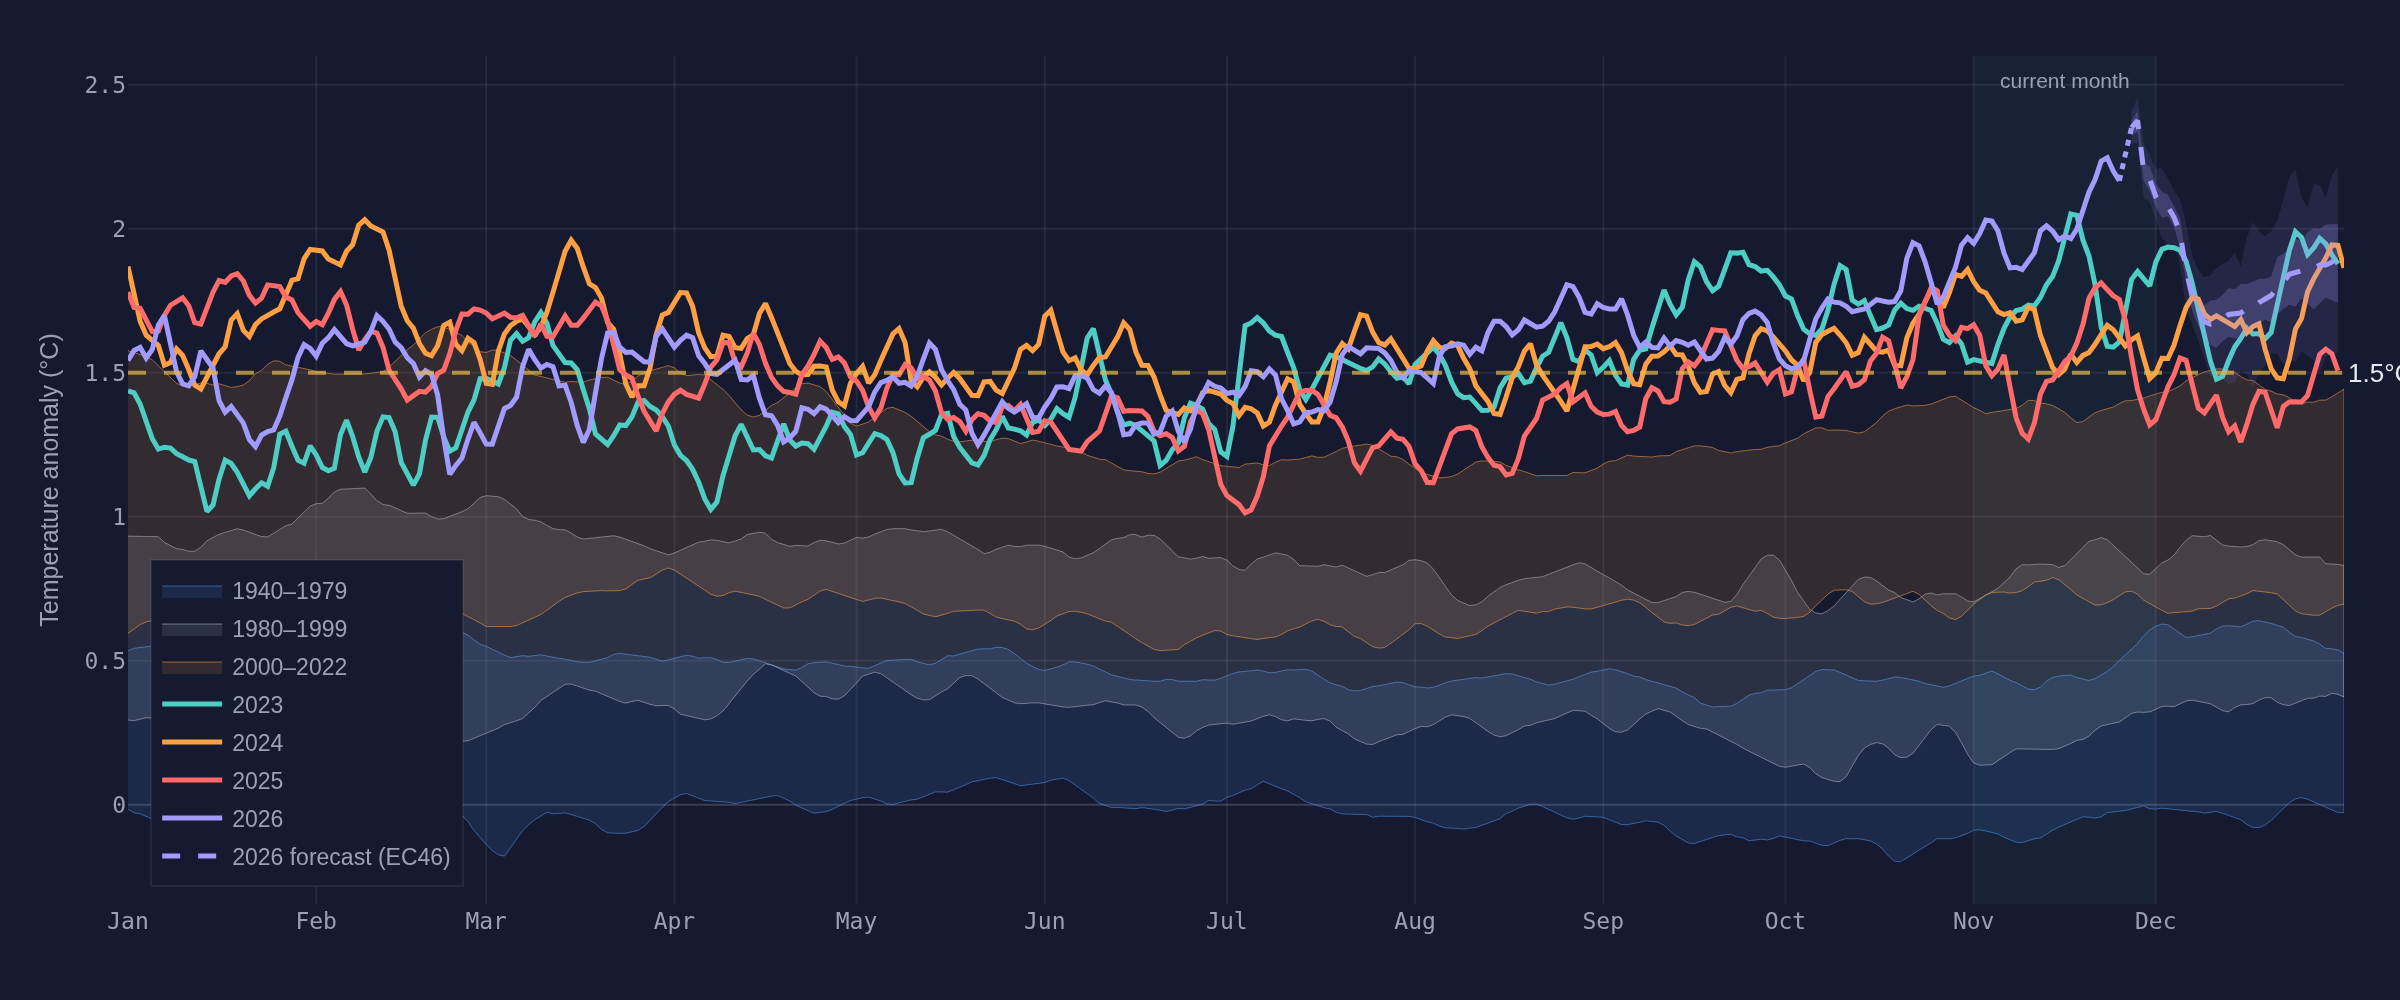 current month
2.5
2
1.5
1
0.5
0
Temperature anomaly (°C)
1.5°C
1940–1979
1980–1999
2000–2022
2023
2024
2025
2026
2026 forecast (EC46)
Jan Feb Mar Apr May Jun Jul Aug Sep Oct Nov Dec